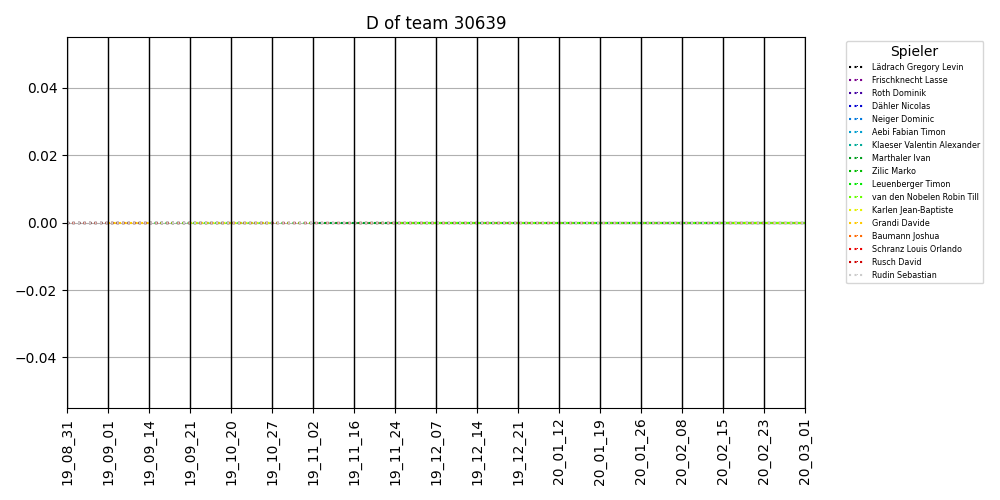 D of team 30639
0.04
0.02
0.00
−0.02
−0.04
19_08_31
19_09_01
19_09_14
19_09_21
19_10_20
19_10_27
19_11_02
19_11_16
19_11_24
19_12_07
19_12_14
19_12_21
20_01_12
20_01_19
20_01_26
20_02_08
20_02_15
20_02_23
20_03_01
Spieler
Lädrach Gregory Levin
Frischknecht Lasse
Roth Dominik
Dähler Nicolas
Neiger Dominic
Aebi Fabian Timon
Klaeser Valentin Alexander
Marthaler Ivan
Zilic Marko
Leuenberger Timon
van den Nobelen Robin Till
Karlen Jean-Baptiste
Grandi Davide
Baumann Joshua
Schranz Louis Orlando
Rusch David
Rudin Sebastian